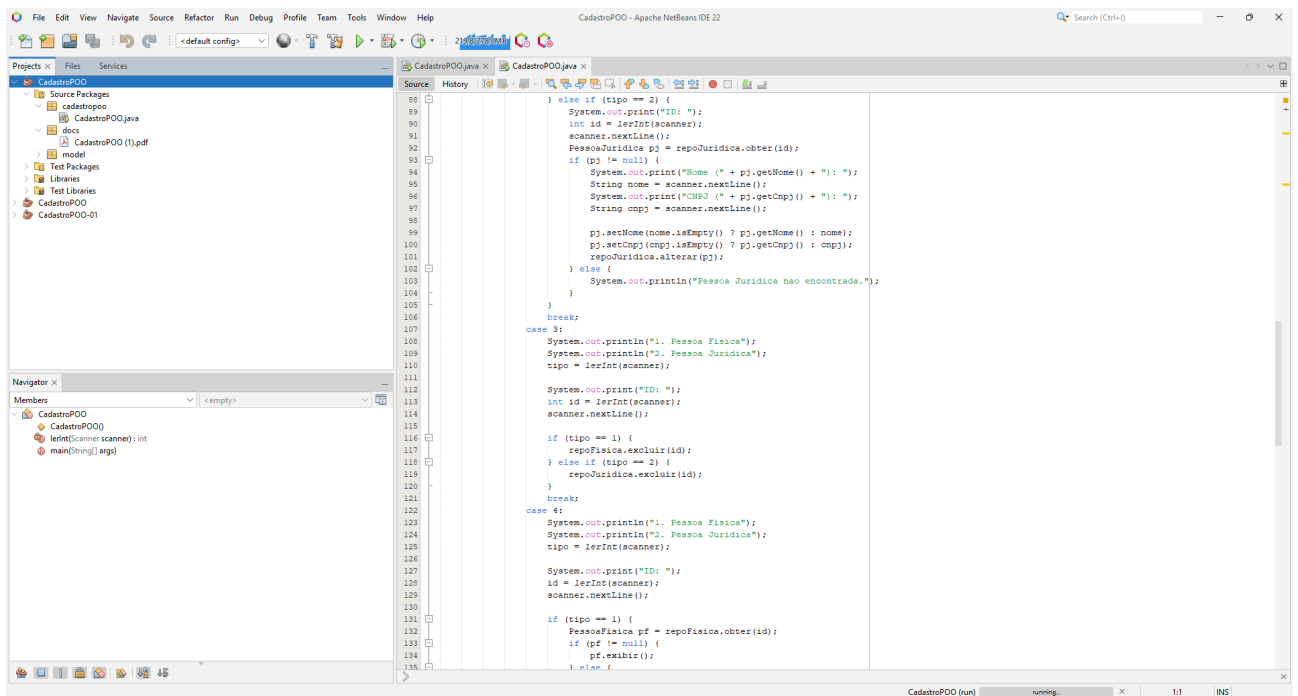 File Edit View Navigate Source Refactor Run Debug Profile Team Tools Window Help
CadastroPOO - Apache NetBeans IDE 22
Search (Ctrl+I)
<default config>
Projects Files Services
CadastroPOO
Source Packages
cadastropoo
CadastroPOO.java
docs
CadastroPOO (1).pdf
model
Test Packages
Libraries
Test Libraries
CadastroPOO
CadastroPOO-01
Navigator
Members <empty>
CadastroPOO
CadastroPOO()
lerInt(Scanner scanner) : int
main(String[] args)
CadastroPOO.java CadastroPOO.java
Source History
88 } else if (tipo == 2) {
89 System.out.print("ID: ");
90 int id = lerInt(scanner);
91 scanner.nextLine();
92 PessoaJuridica pj = repoJuridica.obter(id);
93 if (pj != null) {
94 System.out.print("Nome (" + pj.getNome() + "): ");
95 String nome = scanner.nextLine();
96 System.out.print("CNPJ (" + pj.getCnpj() + "): ");
97 String cnpj = scanner.nextLine();
98
99 pj.setNome(nome.isEmpty() ? pj.getNome() : nome);
100 pj.setCnpj(cnpj.isEmpty() ? pj.getCnpj() : cnpj);
101 repoJuridica.alterar(pj);
102 } else {
103 System.out.println("Pessoa Juridica nao encontrada.");
104 }
105 }
106 break;
107 case 3:
108 System.out.println("1. Pessoa Fisica");
109 System.out.println("2. Pessoa Juridica");
110 tipo = lerInt(scanner);
111
112 System.out.print("ID: ");
113 int id = lerInt(scanner);
114 scanner.nextLine();
115
116 if (tipo == 1) {
117 repoFisica.excluir(id);
118 } else if (tipo == 2) {
119 repoJuridica.excluir(id);
120 }
121 break;
122 case 4:
123 System.out.println("1. Pessoa Fisica");
124 System.out.println("2. Pessoa Juridica");
125 tipo = lerInt(scanner);
126
127 System.out.print("ID: ");
128 id = lerInt(scanner);
129 scanner.nextLine();
130
131 if (tipo == 1) {
132 PessoaFisica pf = repoFisica.obter(id);
133 if (pf != null) {
134 pf.exibir();
135 } else {
CadastroPOO (run) running... 1:1 INS